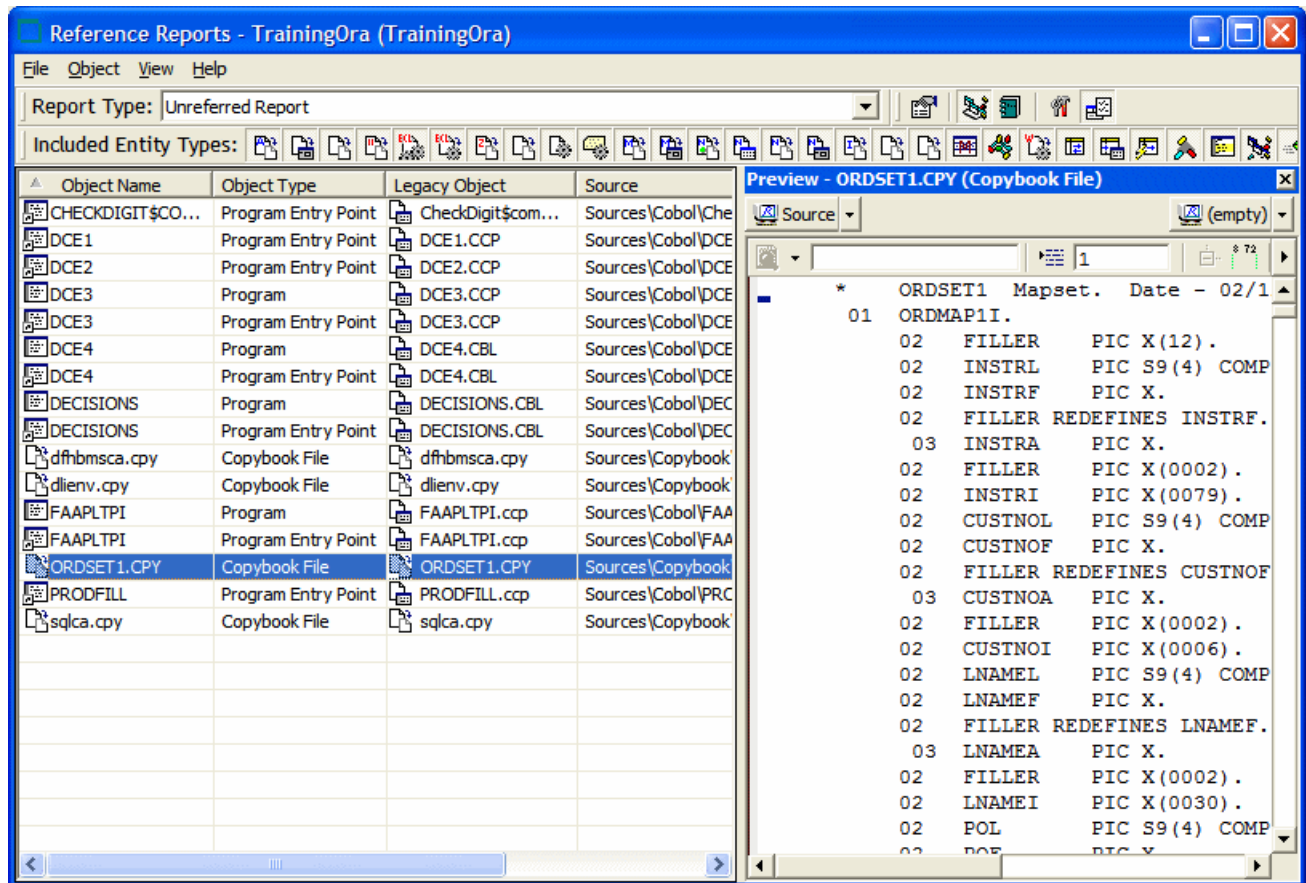 Reference Reports - TrainingOra (TrainingOra)
File Object View Help
Report Type: Unreferred Report
Included Entity Types:
Object Name Object Type Legacy Object Source
CHECKDIGIT$CO... Program Entry Point CheckDigit$com... Sources\Cobol\Che
DCE1 Program Entry Point DCE1.CCP Sources\Cobol\DCE
DCE2 Program Entry Point DCE2.CCP Sources\Cobol\DCE
DCE3 Program DCE3.CCP Sources\Cobol\DCE
DCE3 Program Entry Point DCE3.CCP Sources\Cobol\DCE
DCE4 Program DCE4.CBL Sources\Cobol\DCE
DCE4 Program Entry Point DCE4.CBL Sources\Cobol\DCE
DECISIONS Program DECISIONS.CBL Sources\Cobol\DEC
DECISIONS Program Entry Point DECISIONS.CBL Sources\Cobol\DEC
dfhbmsca.cpy Copybook File dfhbmsca.cpy Sources\Copybook
dlienv.cpy Copybook File dlienv.cpy Sources\Copybook
FAAPLTPI Program FAAPLTPI.ccp Sources\Cobol\FAA
FAAPLTPI Program Entry Point FAAPLTPI.ccp Sources\Cobol\FAA
ORDSET1.CPY Copybook File ORDSET1.CPY Sources\Copybook
PRODFILL Program Entry Point PRODFILL.ccp Sources\Cobol\PRC
sqlca.cpy Copybook File sqlca.cpy Sources\Copybook
Preview - ORDSET1.CPY (Copybook File)
Source (empty)
1 8 72
* ORDSET1 Mapset. Date - 02/1
01 ORDMAP1I.
02 FILLER PIC X(12).
02 INSTRL PIC S9(4) COMP
02 INSTRF PIC X.
02 FILLER REDEFINES INSTRF.
03 INSTRA PIC X.
02 FILLER PIC X(0002).
02 INSTRI PIC X(0079).
02 CUSTNOL PIC S9(4) COMP
02 CUSTNOF PIC X.
02 FILLER REDEFINES CUSTNOF
03 CUSTNOA PIC X.
02 FILLER PIC X(0002).
02 CUSTNOI PIC X(0006).
02 LNAMEL PIC S9(4) COMP
02 LNAMEF PIC X.
02 FILLER REDEFINES LNAMEF.
03 LNAMEA PIC X.
02 FILLER PIC X(0002).
02 LNAMEI PIC X(0030).
02 POL PIC S9(4) COMP
02 POF PIC X